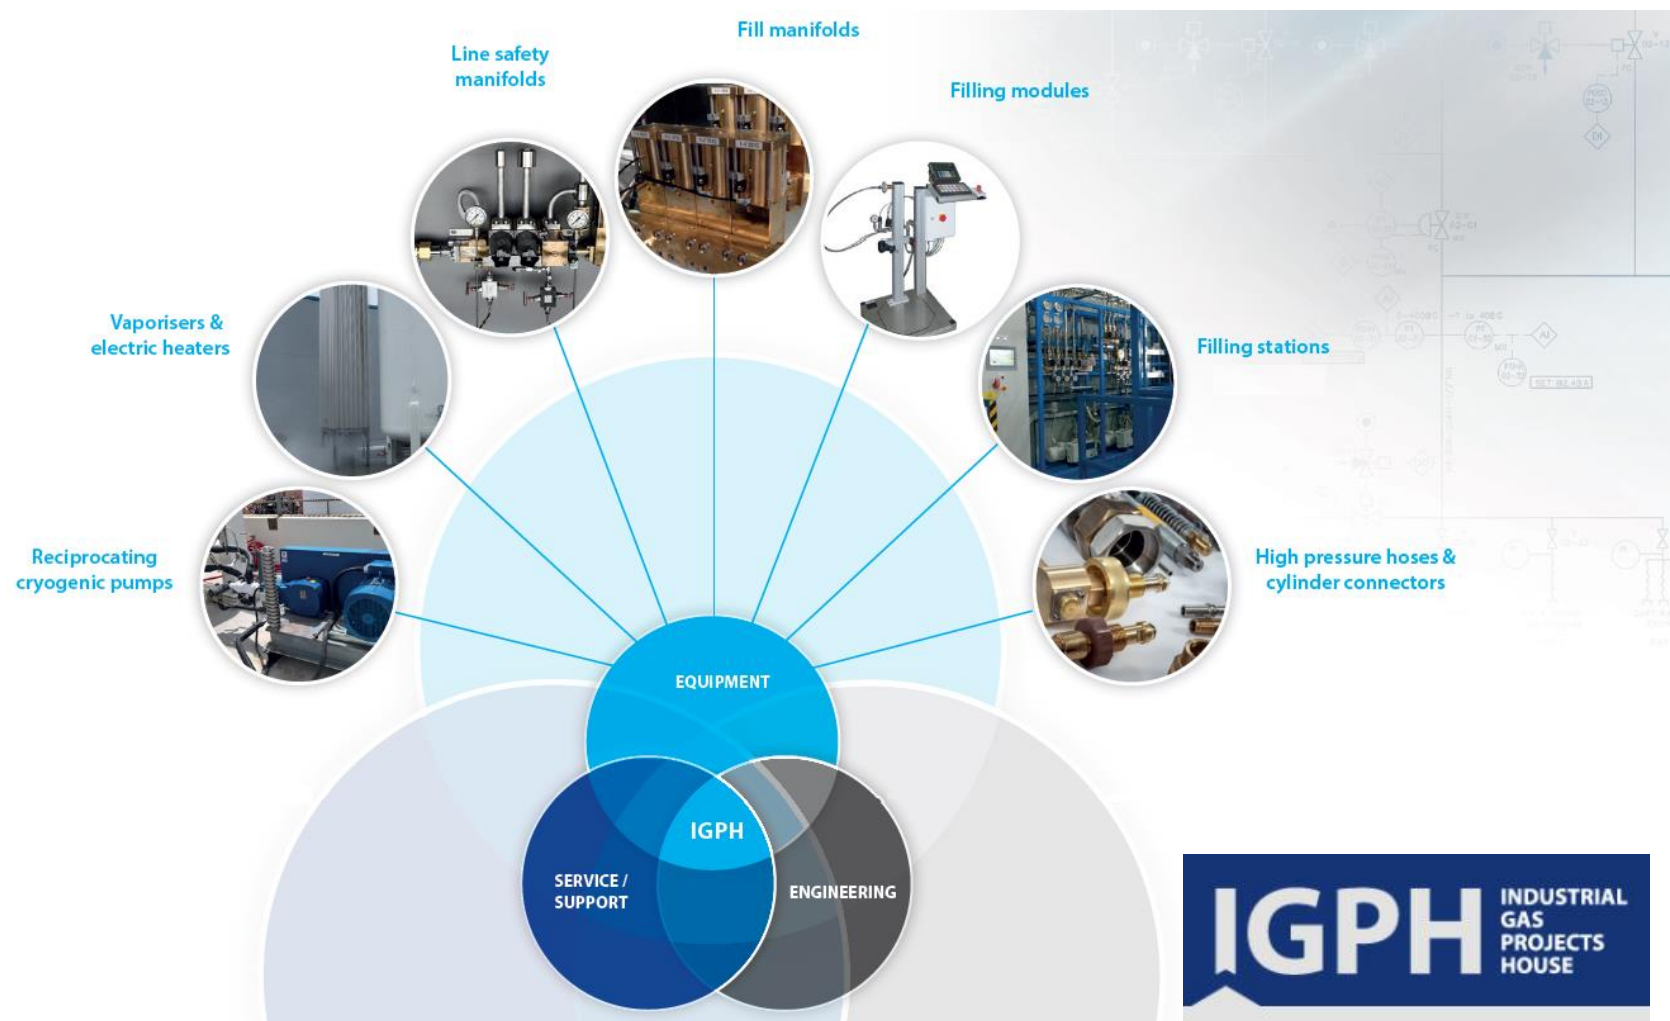 Fill manifolds
Line safety
manifolds
Filling modules
Vaporisers &
electric heaters
Filling stations
Reciprocating
cryogenic pumps
High pressure hoses &
cylinder connectors
EQUIPMENT
IGPH
SERVICE /
SUPPORT
ENGINEERING
IGPH
INDUSTRIAL
GAS
PROJECTS
HOUSE